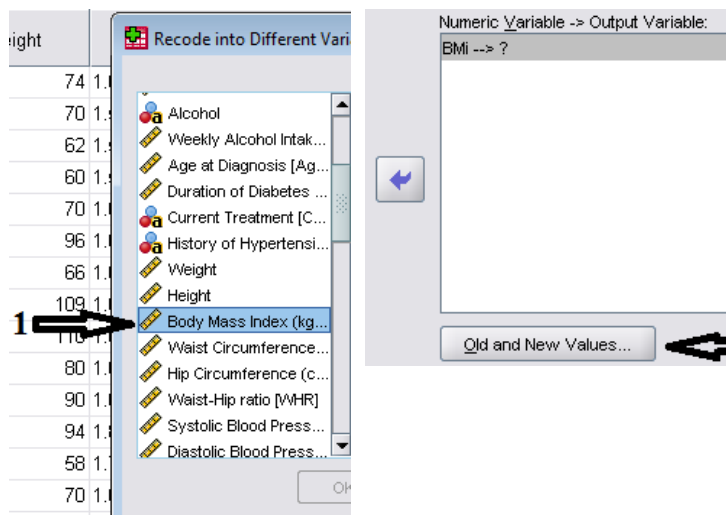 eight
74 1.
70 1.
62 1.
60 1.
70 1.
96 1.
66 1.
109 1.
110 1.
80 1.
90 1.
94 1.
58 1.
70 1.
1
Recode into Different Vari
Alcohol
Weekly Alcohol Intak...
Age at Diagnosis [Ag...
Duration of Diabetes ...
Current Treatment [C...
History of Hypertensi...
Weight
Height
Body Mass Index (kg...
Waist Circumference...
Hip Circumference (c...
Waist-Hip ratio [WHR]
Systolic Blood Press...
Diastolic Blood Press...
OK
Numeric Variable -> Output Variable:
BMi --> ?
Old and New Values...